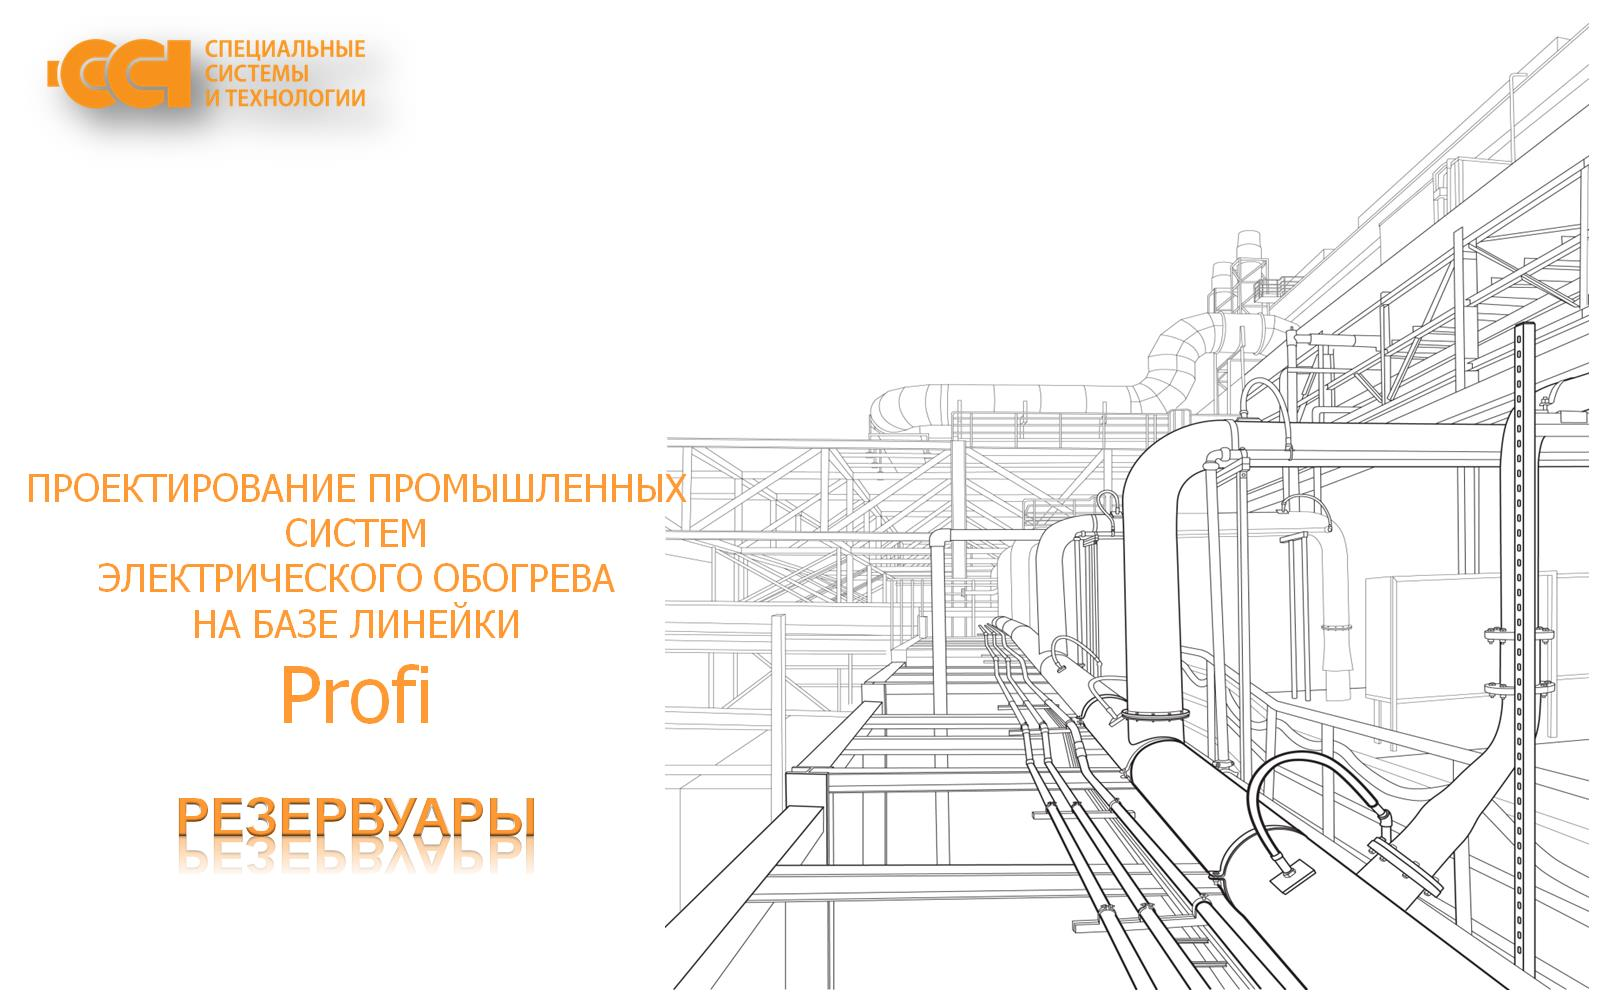 ССТ
СПЕЦИАЛЬНЫЕ
СИСТЕМЫ
И ТЕХНОЛОГИИ
ПРОЕКТИРОВАНИЕ ПРОМЫШЛЕННЫХ
СИСТЕМ
ЭЛЕКТРИЧЕСКОГО ОБОГРЕВА
НА БАЗЕ ЛИНЕЙКИ
Profi
РЕЗЕРВУАРЫ